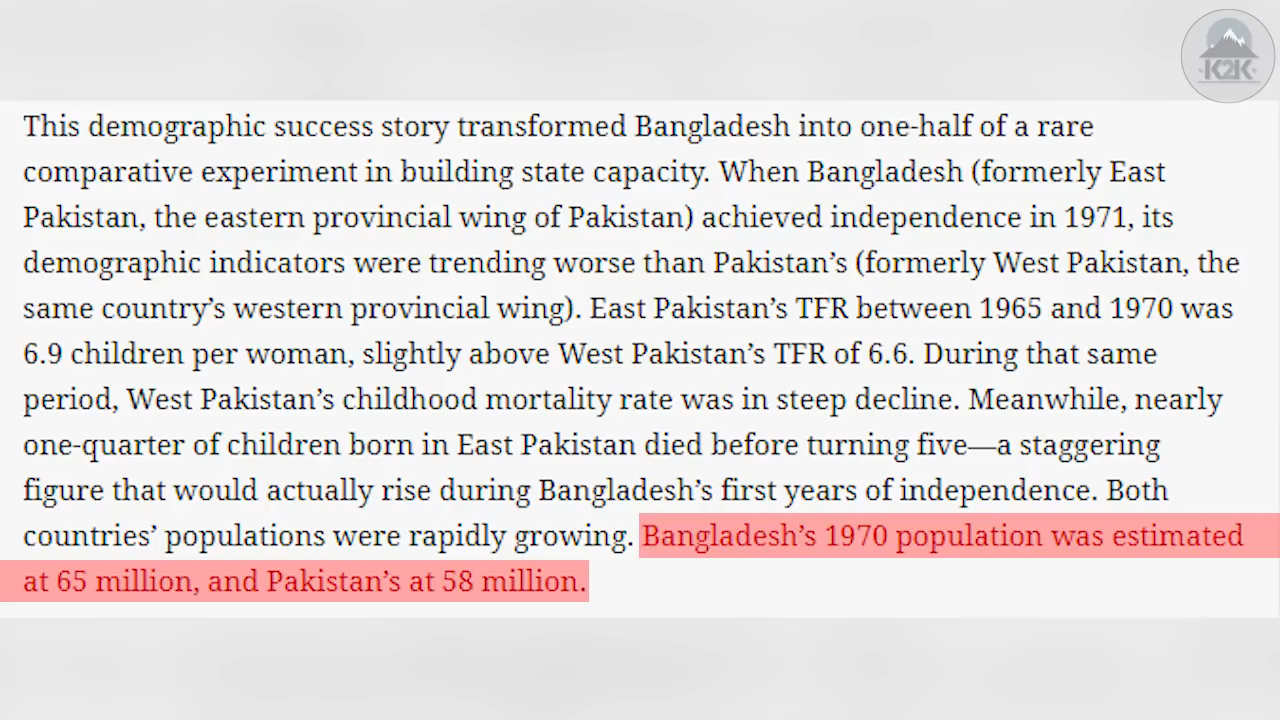 K2K
This demographic success story transformed Bangladesh into one-half of a rare
comparative experiment in building state capacity. When Bangladesh (formerly East
Pakistan, the eastern provincial wing of Pakistan) achieved independence in 1971, its
demographic indicators were trending worse than Pakistan’s (formerly West Pakistan, the
same country’s western provincial wing). East Pakistan’s TFR between 1965 and 1970 was
6.9 children per woman, slightly above West Pakistan’s TFR of 6.6. During that same
period, West Pakistan’s childhood mortality rate was in steep decline. Meanwhile, nearly
one-quarter of children born in East Pakistan died before turning five—a staggering
figure that would actually rise during Bangladesh’s first years of independence. Both
countries’ populations were rapidly growing. Bangladesh’s 1970 population was estimated
at 65 million, and Pakistan’s at 58 million.